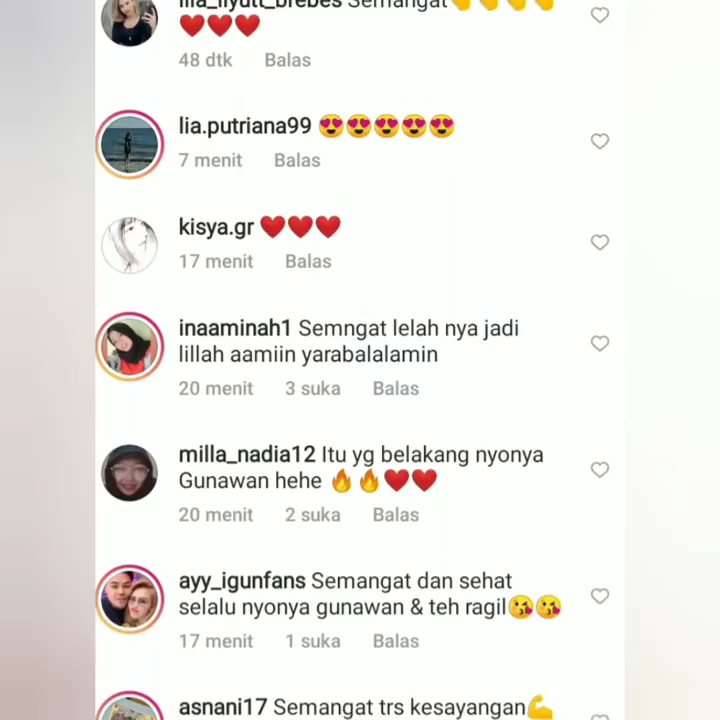 Semangat👏👏👏👏
❤️❤️❤️
48 dtk Balas
lia.putriana99 😍😍😍😍😍
7 menit Balas
kisya.gr ❤️❤️❤️
17 menit Balas
inaaminah1 Semngat lelah nya jadi
lillah aamiin yarabalalamin
20 menit 3 suka Balas
milla_nadia12 Itu yg belakang nyonya
Gunawan hehe 🔥🔥❤️❤️
20 menit 2 suka Balas
ayy_igunfans Semangat dan sehat
selalu nyonya gunawan & teh ragil😘😘
17 menit 1 suka Balas
asnani17 Semangat trs kesayangan💪